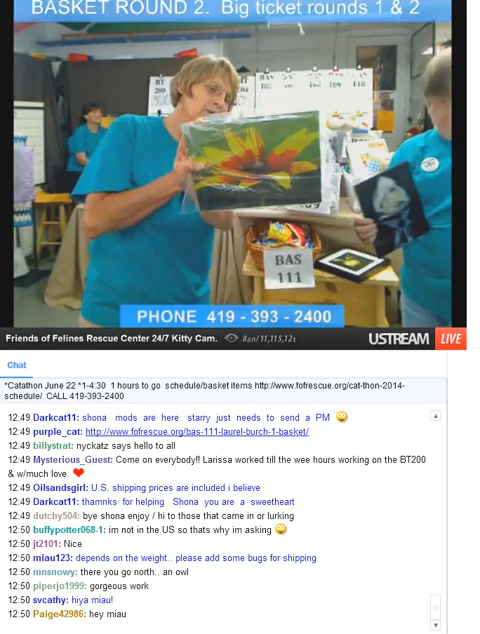 BASKET ROUND 2. Big ticket rounds 1 & 2
BAS
111
PHONE 419 - 393 - 2400
Friends of Felines Rescue Center 24/7 Kitty Cam.
USTREAM LIVE
Chat
*Catathon June 22 *1-4:30 1 hours to go schedule/basket items http://www.fofrescue.org/cat-thon-2014-
schedule/ CALL 419-393-2400
12:49 Darkcat11: shona mods are here starry just needs to send a PM
12:49 purple_cat: http://www.fofrescue.org/bas-111-laurel-burch-1-basket/
12:49 billystrat: nyckatz says hello to all
12:49 Mysterious_Guest: Come on everybody!! Larissa worked till the wee hours working on the BT200
& w/much love.
12:49 Oilsandsgirl: U.S. shipping prices are included i believe
12:49 Darkcat11: thamnks for helping Shona you are a sweetheart
12:49 dutchy504: bye shona enjoy / hi to those that came in or lurking
12:50 buffypotter068-1: im not in the US so thats why im asking
12:50 jt2101: Nice
12:50 miau123: depends on the weight.. please add some bugs for shipping
12:50 mnsnowy: there you go north.. an owl
12:50 piperjo1999: gorgeous work
12:50 svcathy: hiya miau!
12:50 Paige42986: hey miau